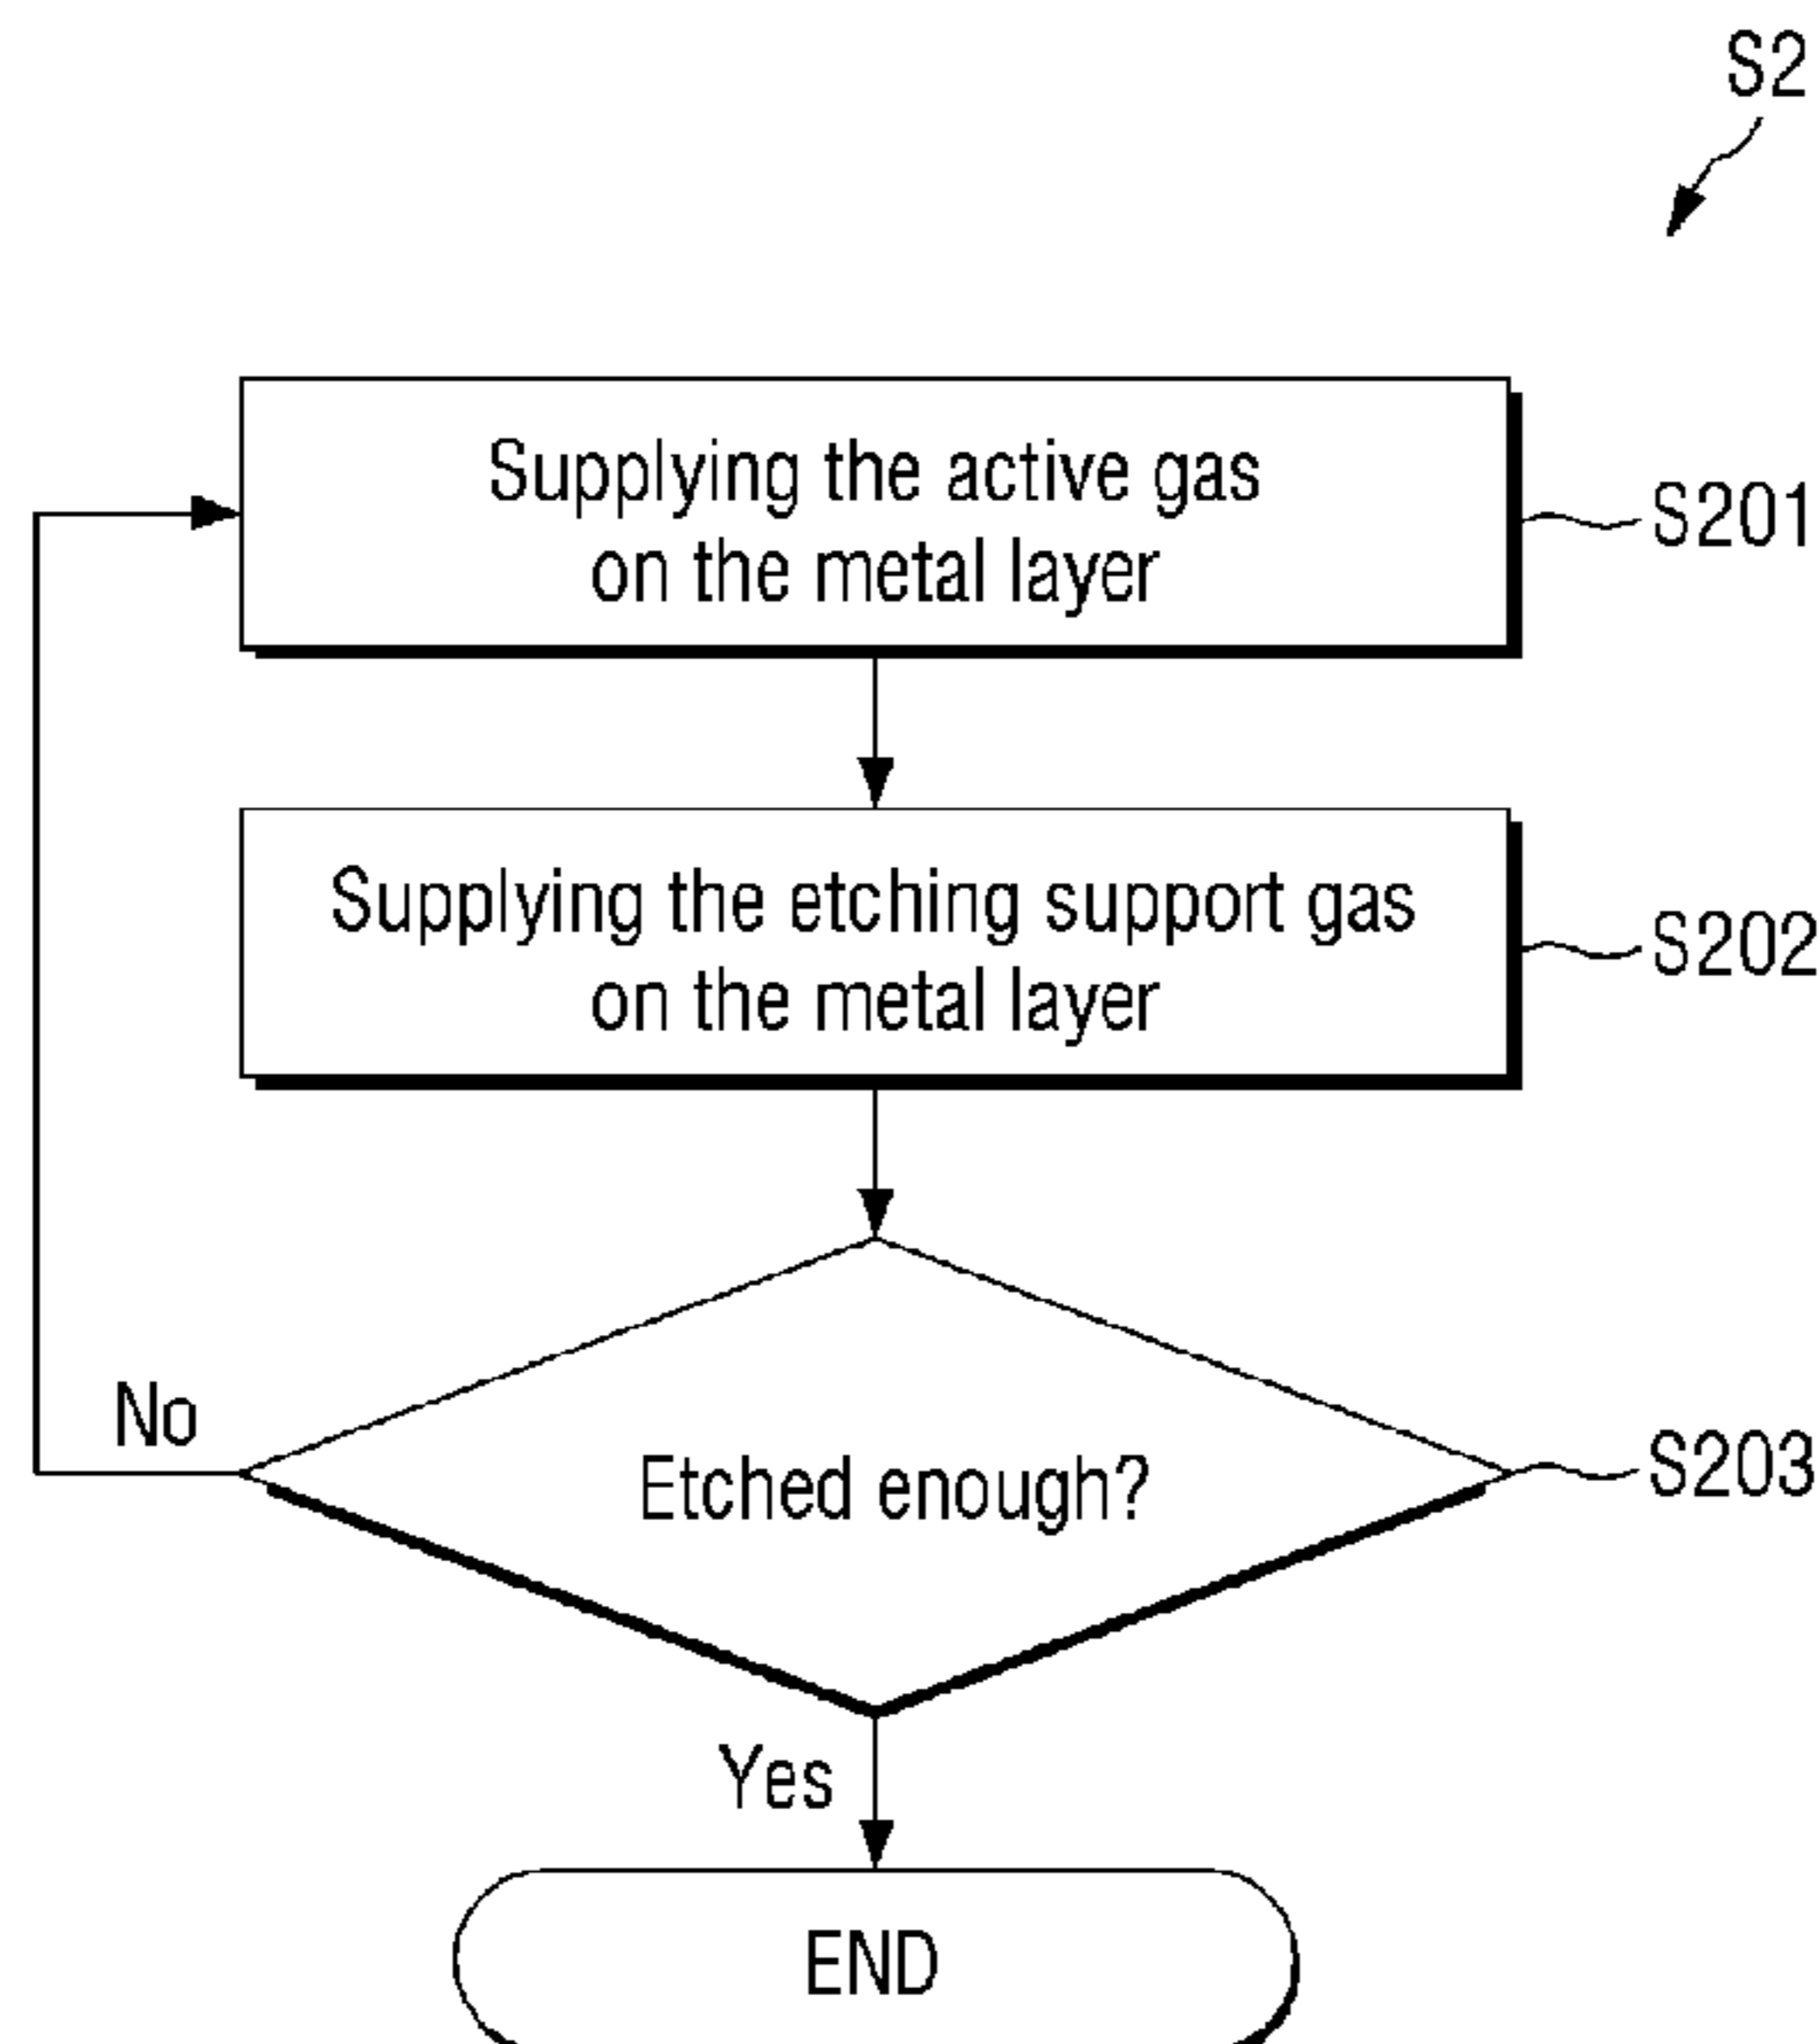 S2
Supplying the active gas
on the metal layer
S201
Supplying the etching support gas
on the metal layer
S202
No
Etched enough?
S203
Yes
END